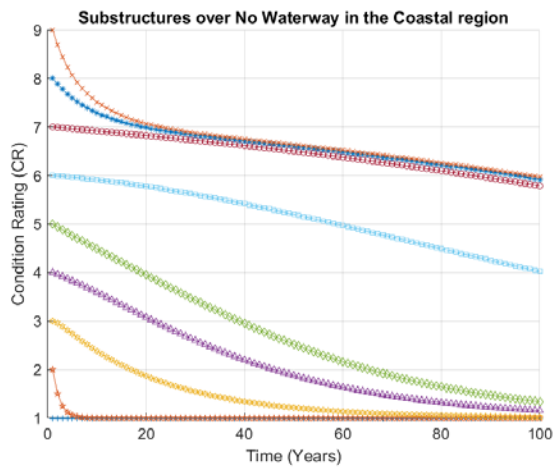 Substructures over No Waterway in the Coastal region
9
8
7
6
5
4
3
2
1
Condition Rating (CR)
0 20 40 60 80 100
Time (Years)